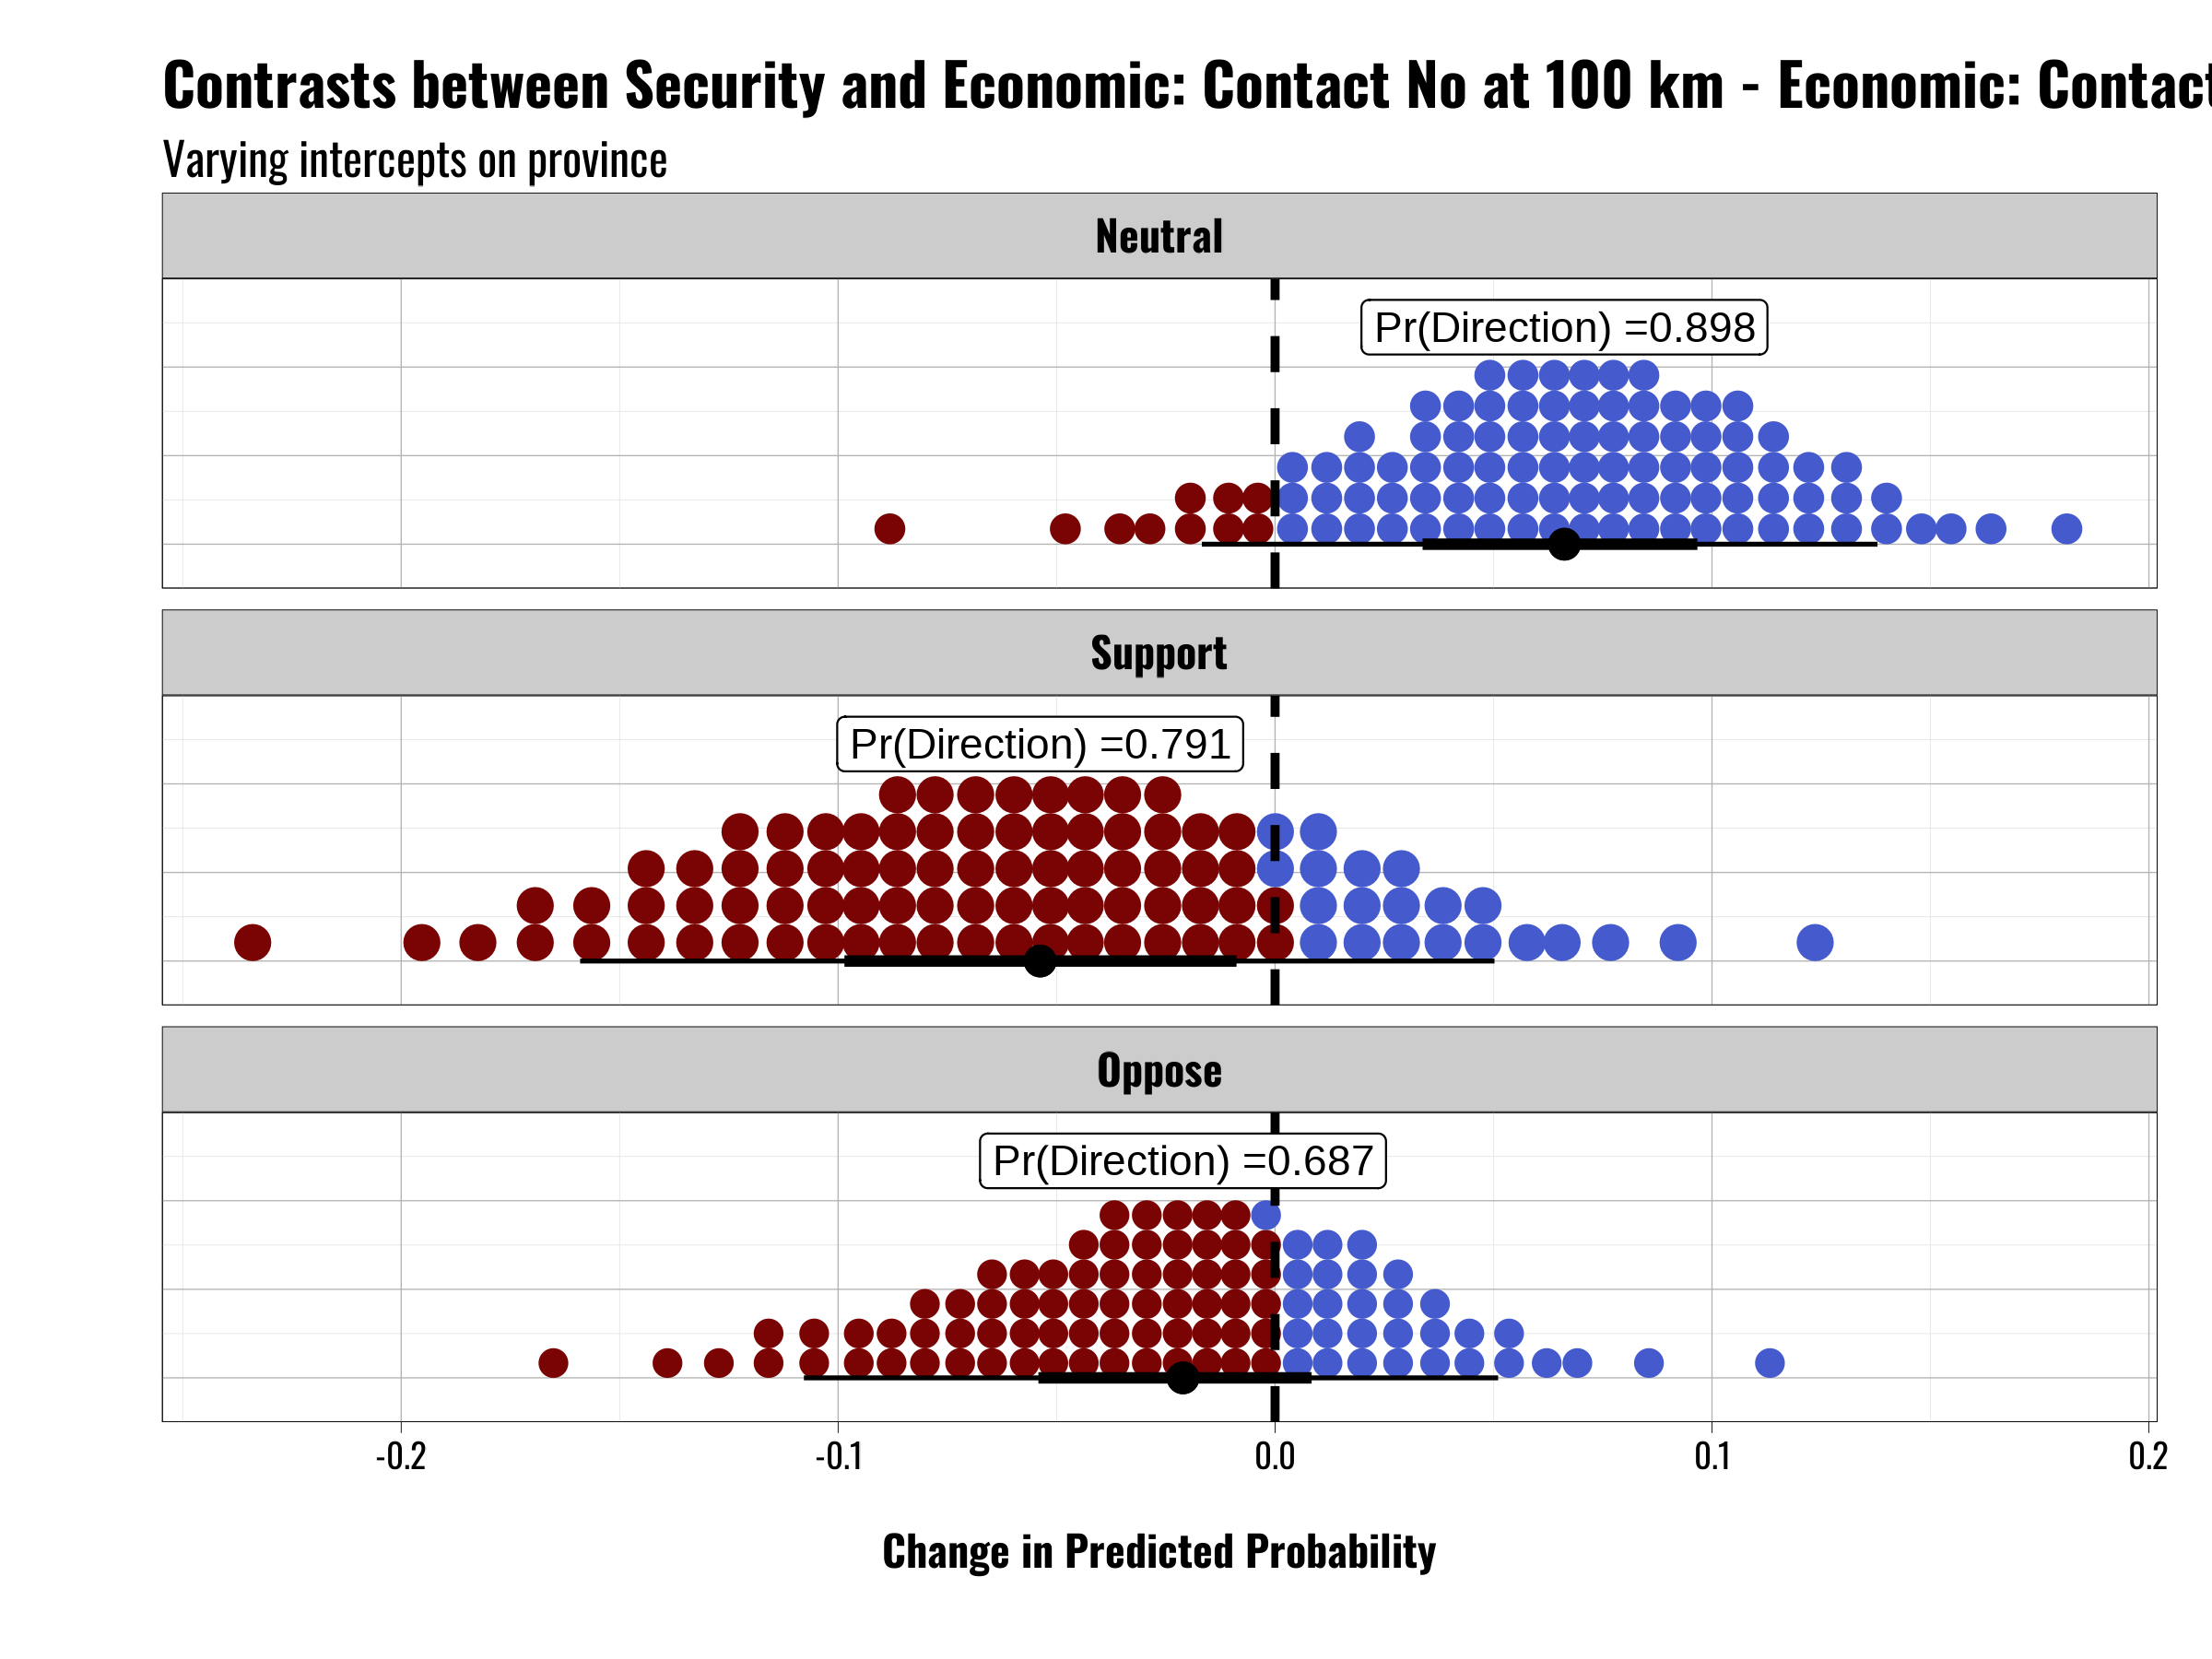 Contrasts between Security and Economic: Contact No at 100 km - Economic: Contact
Varying intercepts on province
Neutral
Pr(Direction) =0.898
Support
Pr(Direction) =0.791
Oppose
Pr(Direction) =0.687
-0.2 -0.1 0.0 0.1 0.2
Change in Predicted Probability